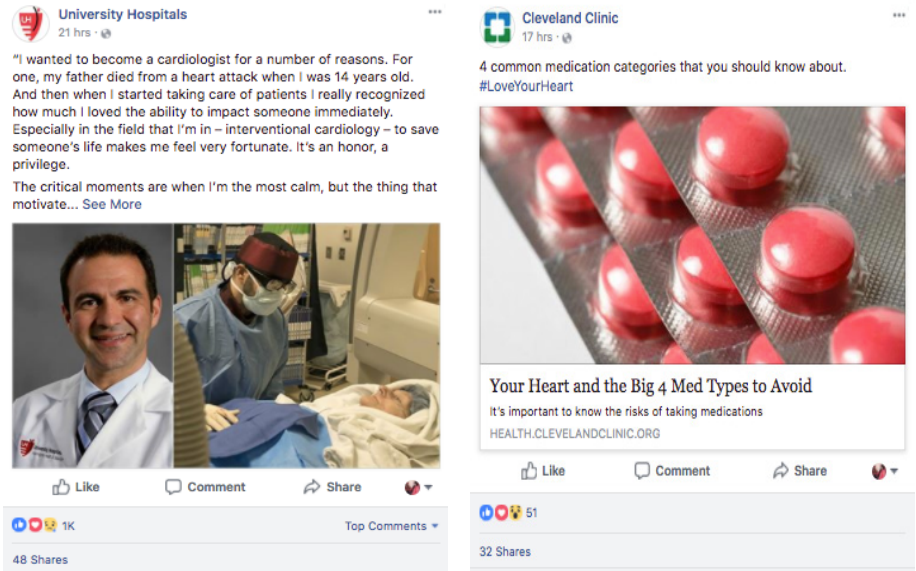 University Hospitals
21 hrs ·
"I wanted to become a cardiologist for a number of reasons. For
one, my father died from a heart attack when I was 14 years old.
And then when I started taking care of patients I really recognized
how much I loved the ability to impact someone immediately.
Especially in the field that I'm in – interventional cardiology – to save
someone's life makes me feel very fortunate. It's an honor, a
privilege.
The critical moments are when I'm the most calm, but the thing that
motivate... See More
UH
Like Comment Share
1K Top Comments
48 Shares
Cleveland Clinic
17 hrs ·
4 common medication categories that you should know about.
#LoveYourHeart
Your Heart and the Big 4 Med Types to Avoid
It's important to know the risks of taking medications
HEALTH.CLEVELANDCLINIC.ORG
Like Comment Share
51
32 Shares